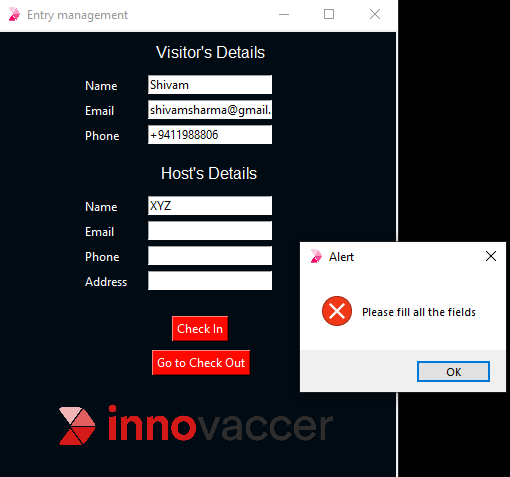 Entry management
Visitor's Details
Name Shivam
Email shivamsharma@gmail.
Phone +9411988806
Host's Details
Name XYZ
Email
Phone
Address
Alert
Please fill all the fields
OK
Check In
Go to Check Out
innovaccer